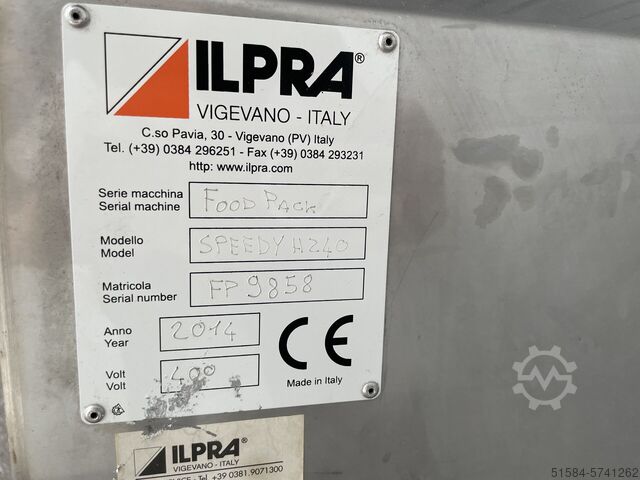 ILPRA®
VIGEVANO - ITALY
C.so Pavia, 30 - Vigevano (PV) Italy
Tel. (+39) 0384 296251 - Fax (+39) 0384 293231
http: www.ilpra.com
Serie macchina
Serial machine
FOOD PACK
Modello
Model
SPEEDY H240
Matricola
Serial number
FP 9858
Anno
Year
2014
CE
Volt
Volt
400
Made in Italy
ILPRA®
VIGEVANO - ITALY
Tel. +39 0381.9071300
51584-5741262